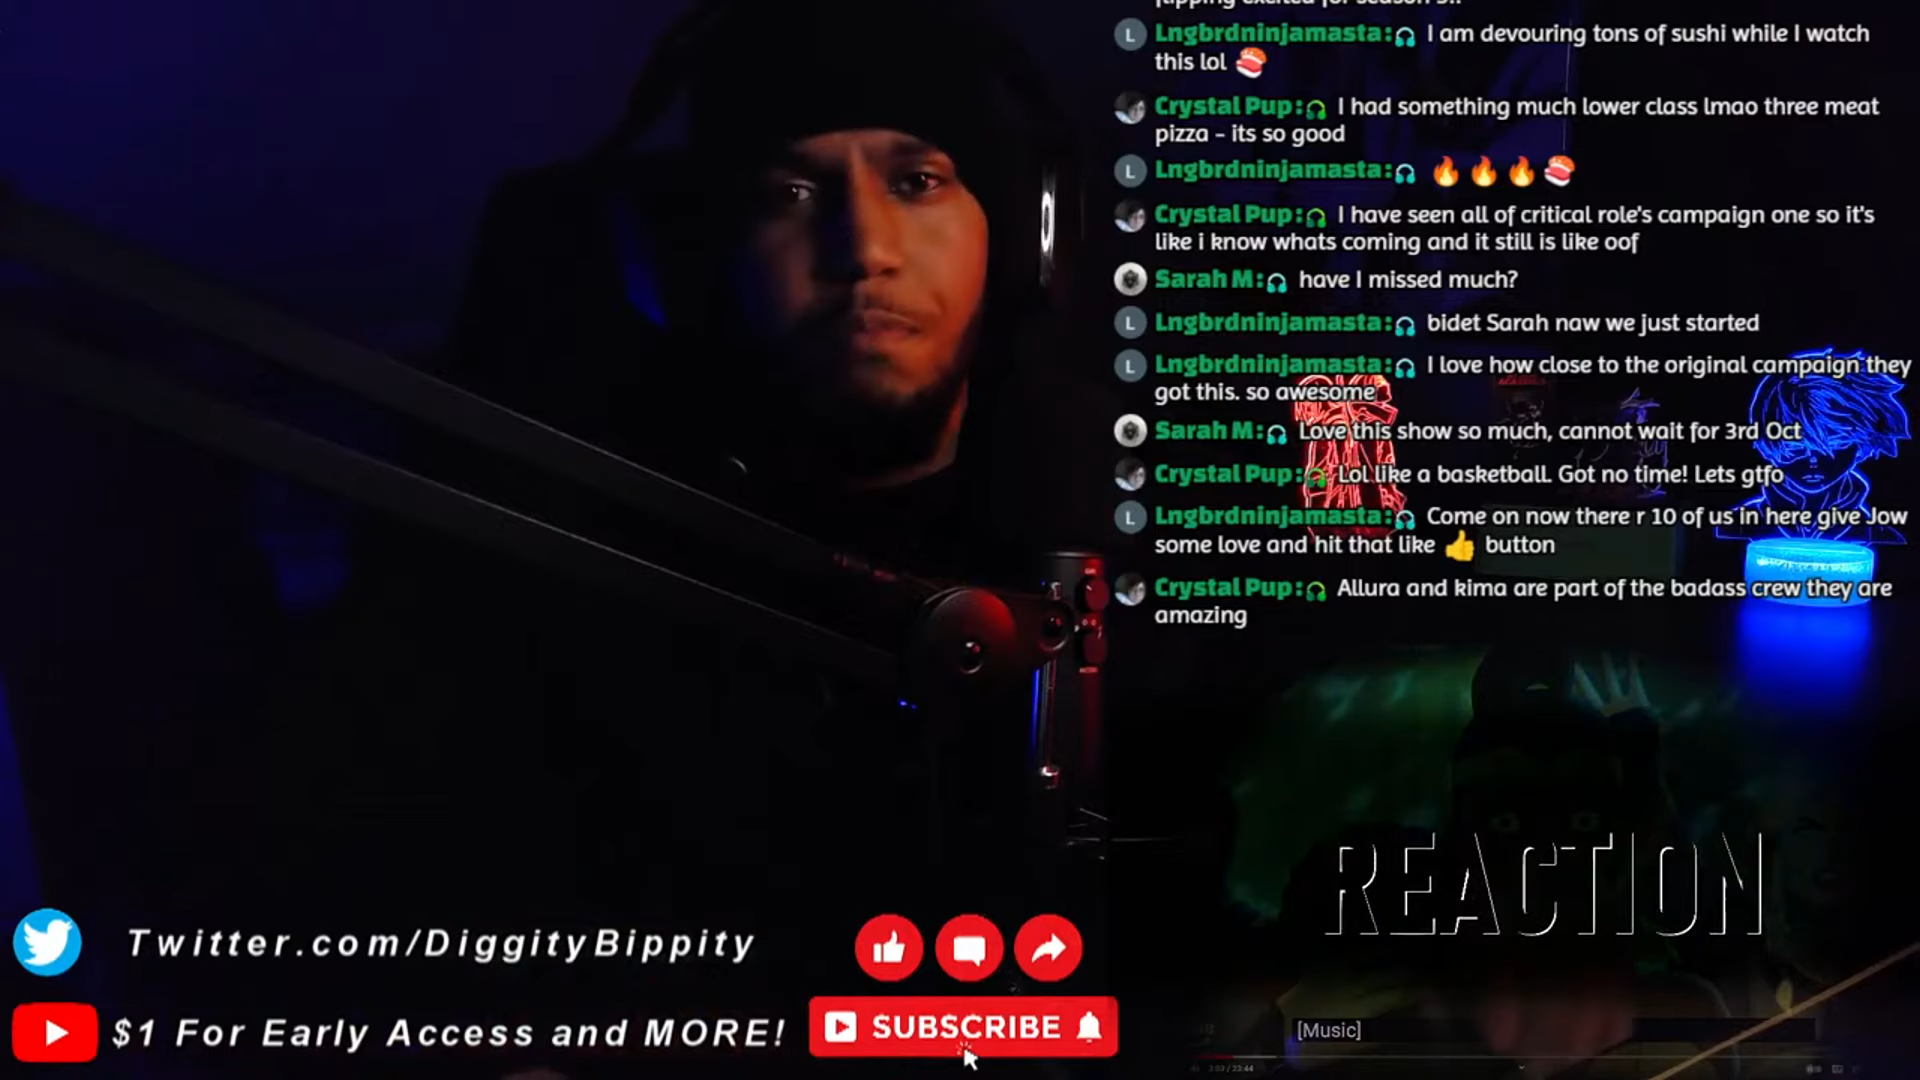 Lngbrdninjamasta: I am devouring tons of sushi while I watch
this lol 🍣
Crystal Pup: I had something much lower class lmao three meat
pizza - its so good
Lngbrdninjamasta: 🔥 🔥 🔥 🍣
Crystal Pup: I have seen all of critical role's campaign one so it's
like i know whats coming and it still is like oof
Sarah M: have I missed much?
Lngbrdninjamasta: bidet Sarah naw we just started
Lngbrdninjamasta: I love how close to the original campaign they
got this. so awesome
Sarah M: Love this show so much, cannot wait for 3rd Oct
Crystal Pup: Lol like a basketball. Got no time! Lets gtfo
Lngbrdninjamasta: Come on now there r 10 of us in here give Jow
some love and hit that like 👍 button
Crystal Pup: Allura and kima are part of the badass crew they are
amazing
REACTION
Twitter.com/DiggityBippity
$1 For Early Access and MORE!
SUBSCRIBE
[Music]